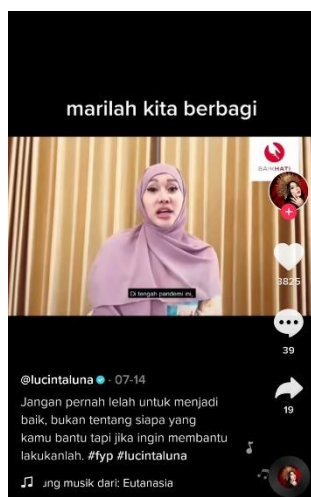 marilah kita berbagi
BAIKHATI
Di tengah pandemi ini,
3825
39
19
@lucintaluna · 07-14
Jangan pernah lelah untuk menjadi
baik, bukan tentang siapa yang
kamu bantu tapi jika ingin membantu
lakukanlah. #fyp #lucintaluna
ung musik dari: Eutanasia